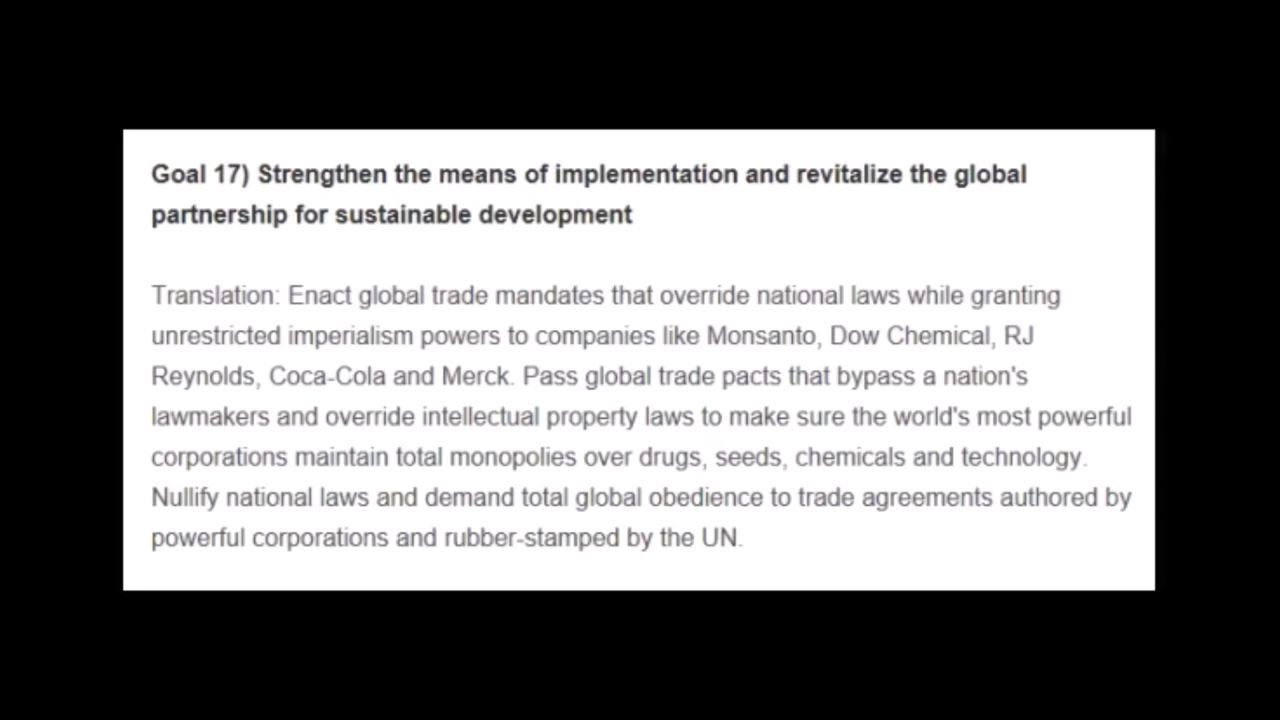 Goal 17) Strengthen the means of implementation and revitalize the global
partnership for sustainable development
Translation: Enact global trade mandates that override national laws while granting
unrestricted imperialism powers to companies like Monsanto, Dow Chemical, RJ
Reynolds, Coca-Cola and Merck. Pass global trade pacts that bypass a nation's
lawmakers and override intellectual property laws to make sure the world's most powerful
corporations maintain total monopolies over drugs, seeds, chemicals and technology.
Nullify national laws and demand total global obedience to trade agreements authored by
powerful corporations and rubber-stamped by the UN.